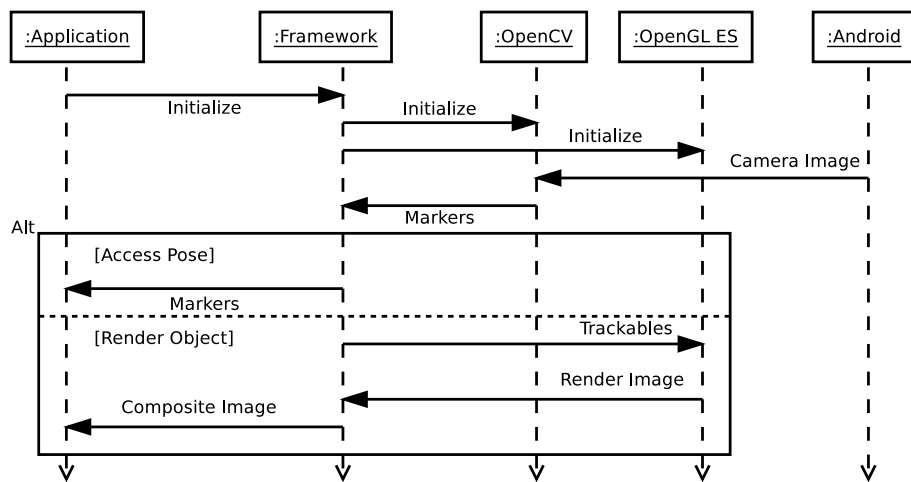 :Application
:Framework
:OpenCV
:OpenGL ES
:Android
Initialize
Initialize
Initialize
Camera Image
Markers
Alt
[Access Pose]
Markers
[Render Object]
Trackables
Render Image
Composite Image